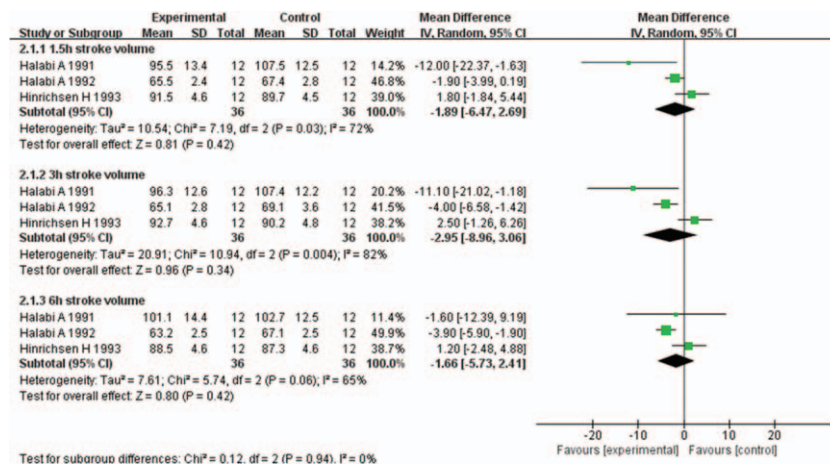 Experimental Control Mean Difference Mean Difference
Study or Subgroup Mean SD Total Mean SD Total Weight IV, Random, 95% CI IV, Random, 95% CI
2.1.1 1.5h stroke volume
Halabi A 1991 95.5 13.4 12 107.5 12.5 12 14.2% -12.00 [-22.37, -1.63]
Halabi A 1992 65.5 2.4 12 67.4 2.8 12 46.8% -1.90 [-3.99, 0.19]
Hinrichsen H 1993 91.5 4.6 12 89.7 4.5 12 39.0% 1.80 [-1.84, 5.44]
Subtotal (95% CI) 36 36 100.0% -1.89 [-6.47, 2.69]
Heterogeneity: Tau² = 10.54; Chi² = 7.19, df = 2 (P = 0.03); I² = 72%
Test for overall effect: Z = 0.81 (P = 0.42)
2.1.2 3h stroke volume
Halabi A 1991 96.3 12.6 12 107.4 12.2 12 20.2% -11.10 [-21.02, -1.18]
Halabi A 1992 65.1 2.8 12 69.1 3.6 12 41.5% -4.00 [-6.58, -1.42]
Hinrichsen H 1993 92.7 4.6 12 90.2 4.8 12 38.2% 2.50 [-1.26, 6.26]
Subtotal (95% CI) 36 36 100.0% -2.95 [-8.96, 3.06]
Heterogeneity: Tau² = 20.91; Chi² = 10.94, df = 2 (P = 0.004); I² = 82%
Test for overall effect: Z = 0.96 (P = 0.34)
2.1.3 6h stroke volume
Halabi A 1991 101.1 14.4 12 102.7 12.5 12 11.4% -1.60 [-12.39, 9.19]
Halabi A 1992 63.2 2.5 12 67.1 2.5 12 49.9% -3.90 [-5.90, -1.90]
Hinrichsen H 1993 88.5 4.6 12 87.3 4.6 12 38.7% 1.20 [-2.48, 4.88]
Subtotal (95% CI) 36 36 100.0% -1.66 [-5.73, 2.41]
Heterogeneity: Tau² = 7.61; Chi² = 5.74, df = 2 (P = 0.06); I² = 65%
Test for overall effect: Z = 0.80 (P = 0.42)
-20 -10 0 10 20
Favours [experimental] Favours [control]
Test for subgroup differences: Chi² = 0.12, df = 2 (P = 0.94), I² = 0%